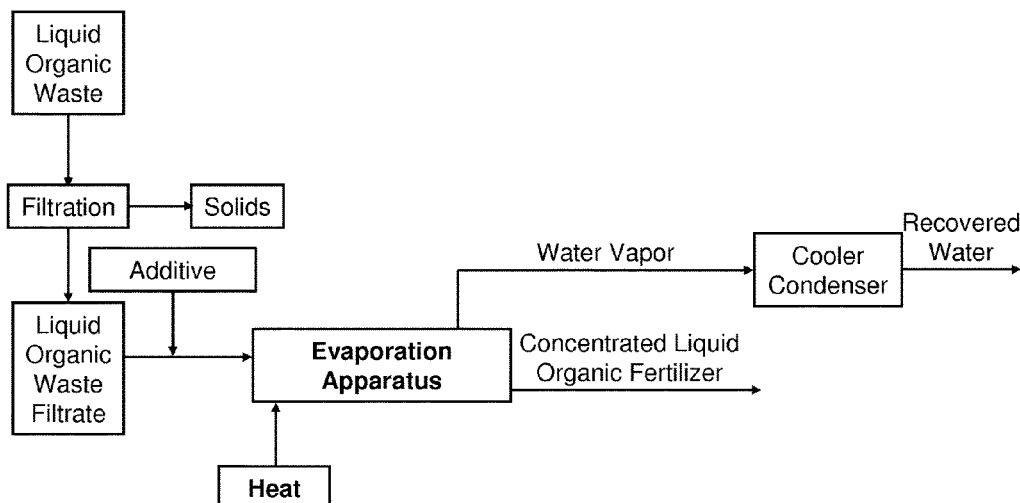 Liquid
Organic
Waste
Filtration
Solids
Additive
Liquid
Organic
Waste
Filtrate
Evaporation
Apparatus
Heat
Water Vapor
Cooler
Condenser
Recovered
Water
Concentrated Liquid
Organic Fertilizer